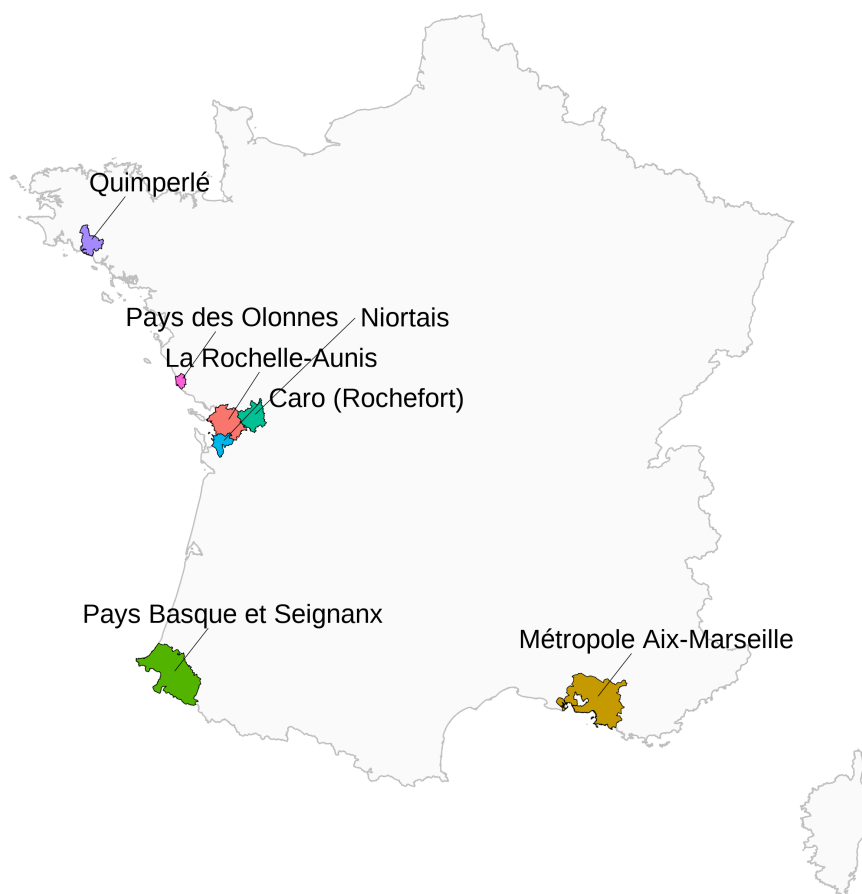 Quimperlé
Pays des Olonnes
Niortais
La Rochelle-Aunis
Caro (Rochefort)
Pays Basque et Seignanx
Métropole Aix-Marseille